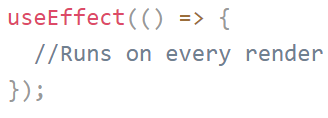 useEffect(() => {
  //Runs on every render
});